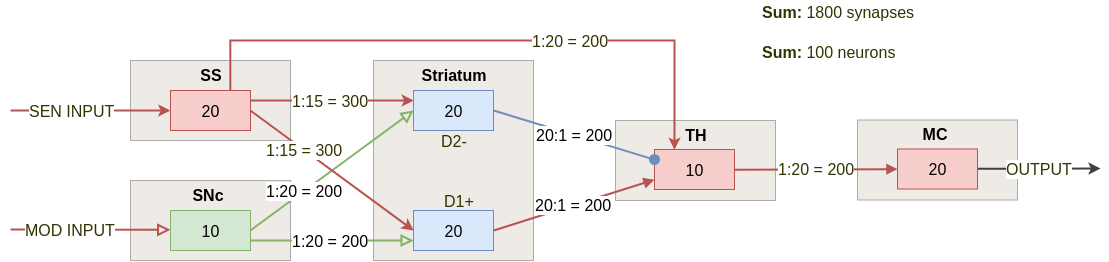 Sum: 1800 synapses
1:20 = 200
Sum: 100 neurons
SS
Striatum
SEN INPUT
20
1:15 = 300
20
D2-
1:15 = 300
20:1 = 200
TH
MC
1:20 = 200
10
1:20 = 200
20
OUTPUT
SNc
D1+
20:1 = 200
MOD INPUT
10
1:20 = 200
20